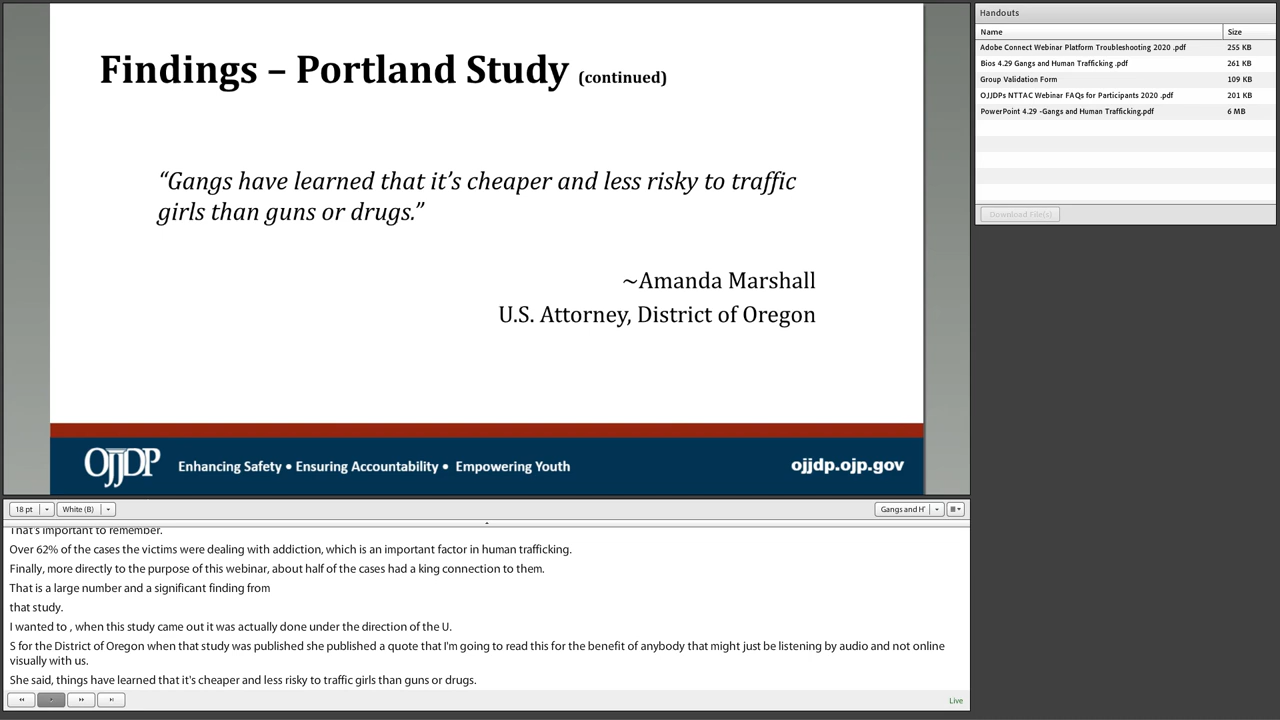 Findings – Portland Study (continued)
“Gangs have learned that it’s cheaper and less risky to traffic
girls than guns or drugs.”
~Amanda Marshall
U.S. Attorney, District of Oregon
OJJDP
Enhancing Safety • Ensuring Accountability • Empowering Youth
ojjdp.ojp.gov
Handouts
Name Size
Adobe Connect Webinar Platform Troubleshooting 2020 .pdf 255 KB
Bios 4.29 Gangs and Human Trafficking .pdf 261 KB
Group Validation Form 109 KB
OJJDPs NTTAC Webinar FAQs for Participants 2020 .pdf 201 KB
PowerPoint 4.29 -Gangs and Human Trafficking.pdf 6 MB
Download File(s)
18 pt White (B) Gangs and H'
That's important to remember.
Over 62% of the cases the victims were dealing with addiction, which is an important factor in human trafficking.
Finally, more directly to the purpose of this webinar, about half of the cases had a king connection to them.
That is a large number and a significant finding from
that study.
I wanted to , when this study came out it was actually done under the direction of the U.
S for the District of Oregon when that study was published she published a quote that I'm going to read this for the benefit of anybody that might just be listening by audio and not online
visually with us.
She said, things have learned that it's cheaper and less risky to traffic girls than guns or drugs.
Live